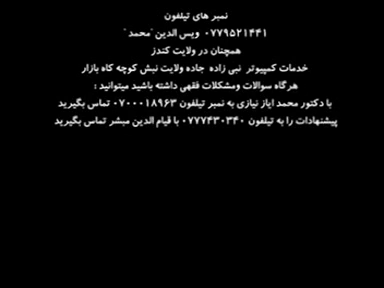 نمبر های تیلفون
۰۷۷۹۵۲۱۴۴۱ ویس الدین "محمد "
همچنان در ولایت کندز
خدمات کمپیوتر نبی زاده جاده ولایت نبش کوچه کاه بازار
هرگاه سوالات ومشکلات فقهی داشته باشید میتوانید :
با دکتور محمد ایاز نیازی به نمبر تیلفون ۰۷۰۰۰۱۸۹۶۳ تماس بگیرید
پیشنهادات را به تیلفون ۰۷۷۷۴۳۰۳۴۰ با قیام الدین مبشر تماس بگیرید